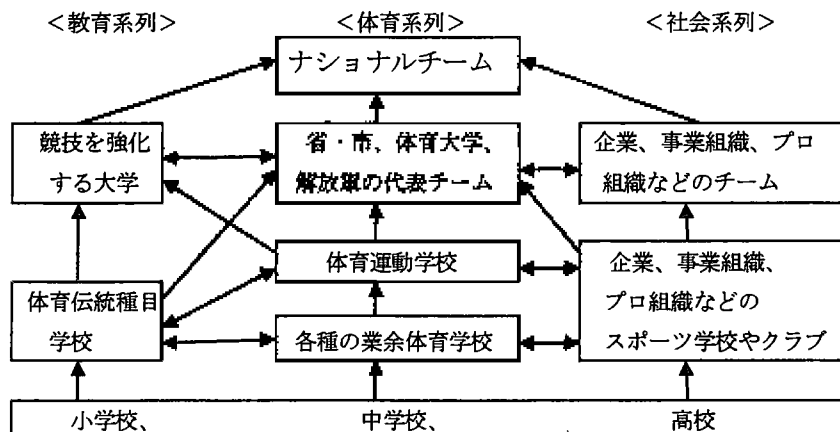 ＜教育系列＞ ＜体育系列＞ ＜社会系列＞
ナショナルチーム
競技を強化
する大学
省・市、体育大学、
解放軍の代表チーム
企業、事業組織、プロ
組織などのチーム
体育運動学校
体育伝統種目
学校
各種の業余体育学校
企業、事業組織、
プロ組織などの
スポーツ学校やクラブ
小学校、 中学校、 高校